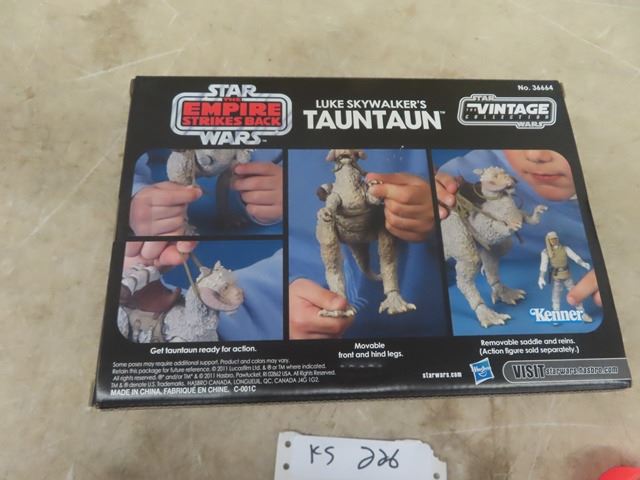 STAR
THE
EMPIRE
STRIKES BACK
WARS™
LUKE SKYWALKER'S
TAUNTAUN™
No. 36664
STAR
THE VINTAGE
COLLECTION
WARS
Kenner
Get tauntaun ready for action.
Movable
front and hind legs.
Removable saddle and reins.
(Action figure sold separately.)
Some poses may require additional support. Product and colors may vary.
Retain this package for future reference. © 2011 Lucasfilm Ltd. & ® or TM where indicated.
All rights reserved. ® and/or TM & © 2011 Hasbro, Pawtucket, RI 02862 USA. All Rights Reserved.
TM & ® denote U.S. Trademarks. HASBRO CANADA, LONGUEUIL, QC, CANADA J4G 1G2.
MADE IN CHINA. FABRIQUÉ EN CHINE. C-001C
starwars.com
Hasbro
VISIT starwars.hasbro.com
KS 226